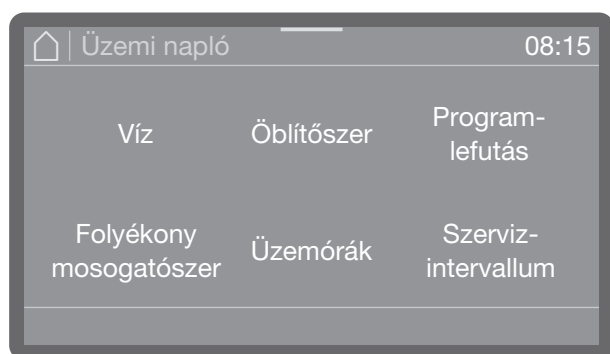 Üzemi napló 08:15
Víz Öblítőszer Program-
lefutás
Folyékony
mosogatószer Üzemórák Szerviz-
intervallum